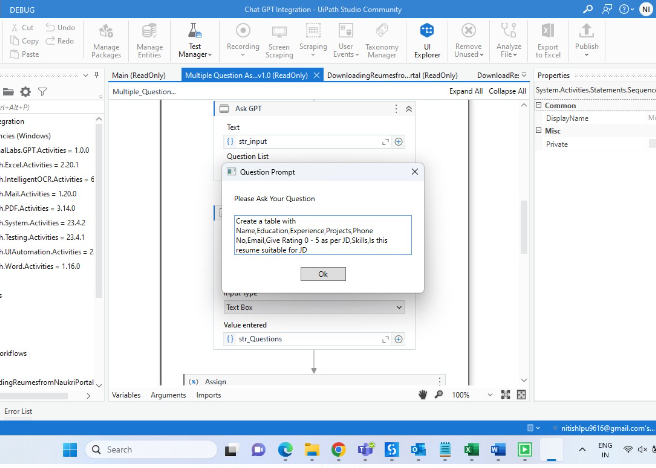 DEBUG
Chat GPT Integration - UiPath Studio Community
NI
Cut
Undo
Copy
Redo
Paste
Manage Packages
Manage Entities
Test Manager
Recording
Screen Scraping
Scraping
User Events
Taxonomy Manager
UI Explorer
Remove Unused
Analyze File
Export to Excel
Publish
Main (ReadOnly)
Multiple Question As...v1.0 (ReadOnly)
DownloadingReumesfro...rtal (ReadOnly)
Properties
Multiple_Question...
Expand All
Collapse All
System.Activities.Statements.Sequence
Common
DisplayName
Misc
Private
rt+Alt+P)
egration
ncies (Windows)
alLabs.GPT.Activities = 1.0.0
h.Excel.Activities = 2.20.1
h.IntelligentOCR.Activities = 6
h.Mail.Activities = 1.20.0
h.PDF.Activities = 3.14.0
h.System.Activities = 23.4.2
h.Testing.Activities = 23.4.1
h.UIAutomation.Activities = 2
h.Word.Activities = 1.16.0
orkflows
dingReumesfromNaukriPortal
Ask GPT
Text
str_input
Question List
Question Prompt
Please Ask Your Question
Create a table with
Name,Education,Experience,Projects,Phone
No,Email,Give Rating 0 - 5 as per JD,Skills,Is this
resume suitable for JD
Ok
Input Type
Text Box
Value entered
str_Questions
Assign
Variables
Arguments
Imports
100%
Error List
nitishlpu9616@gmail.com's...
Search
ENG
IN